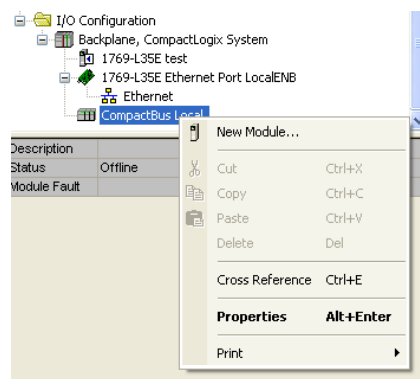 I/O Configuration
Backplane, CompactLogix System
1769-L35E test
1769-L35E Ethernet Port LocalENB
Ethernet
CompactBus Local
Description
Status Offline
Module Fault
New Module...
Cut Ctrl+X
Copy Ctrl+C
Paste Ctrl+V
Delete Del
Cross Reference Ctrl+E
Properties Alt+Enter
Print